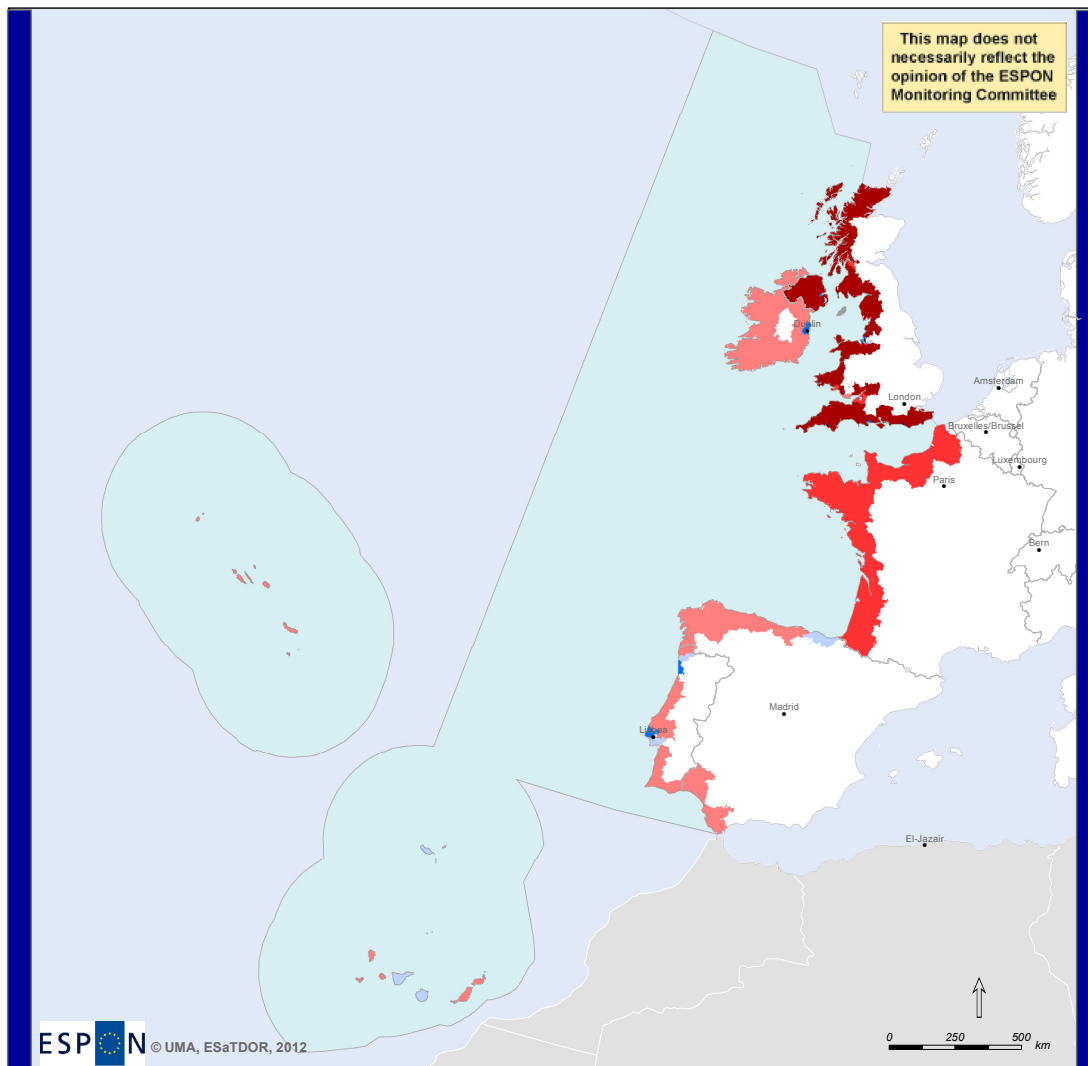 This map does not
necessarily reflect the
opinion of the ESPON
Monitoring Committee
Dublin
Amsterdam
London
Bruxelles/Brussel
Luxembourg
Paris
Bern
Madrid
Lisboa
El-Jazair
ESPON © UMA, ESaTDOR, 2012
0 250 500
km